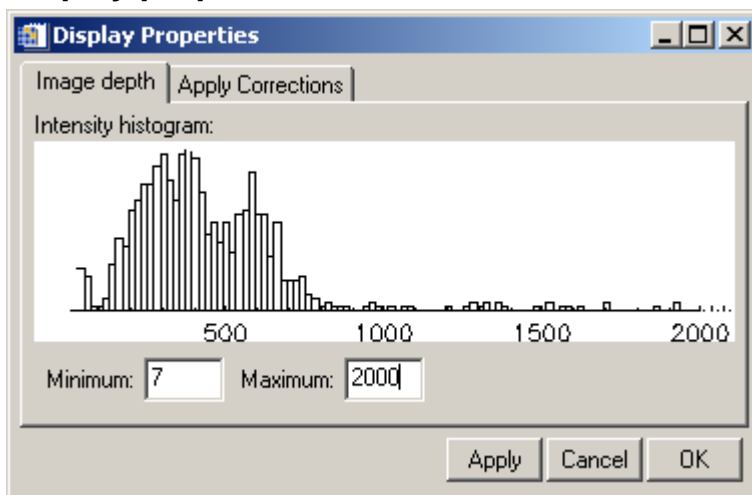 Display Properties
Image depth Apply Corrections
Intensity histogram:
500 1000 1500 2000
Minimum: 7 Maximum: 2000
Apply Cancel OK